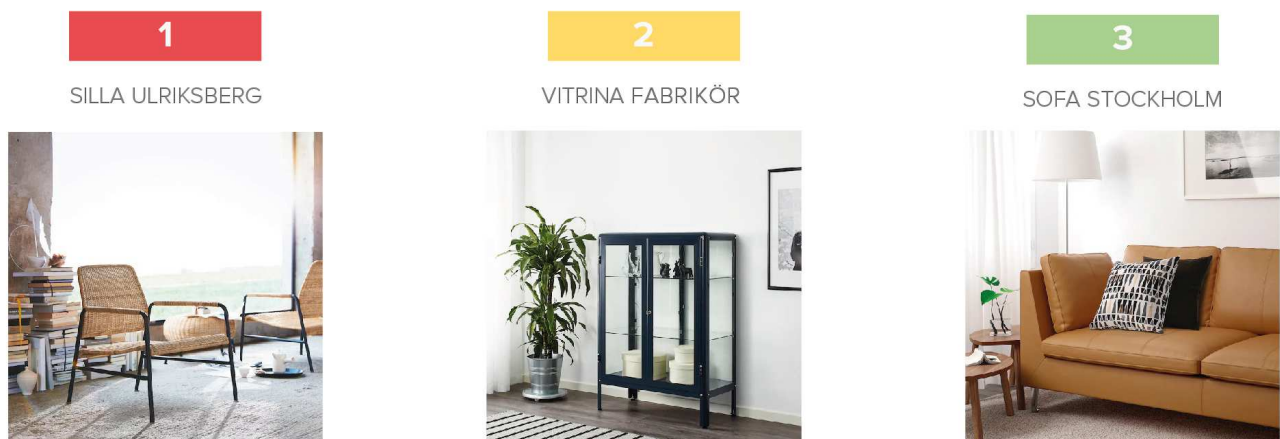 1
SILLA ULRIKSBERG
2
VITRINA FABRIKÖR
3
SOFA STOCKHOLM